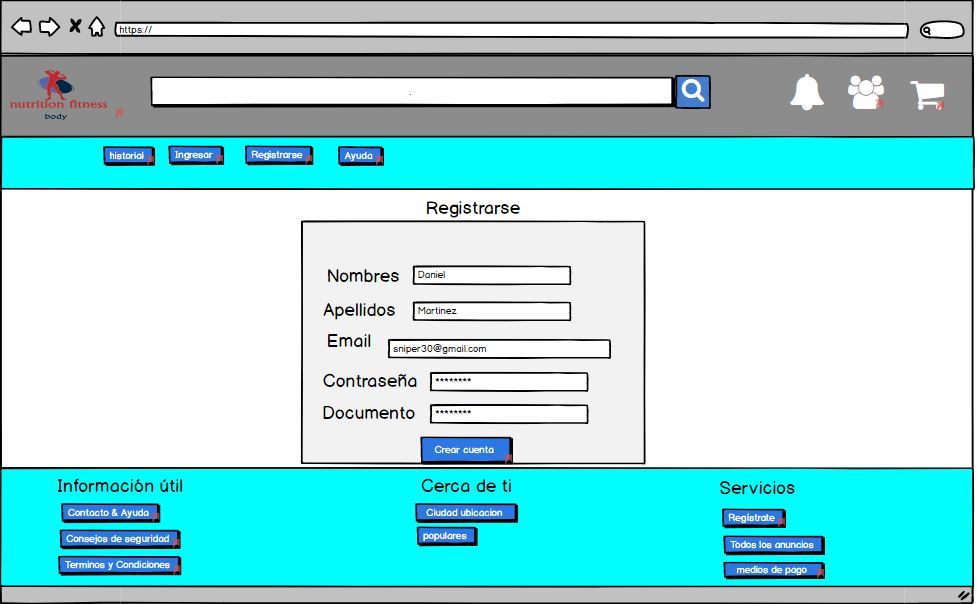 https://
nutrition fitness
body
historial
Ingresar
Registrarse
Ayuda
Registrarse
Nombres
Daniel
Apellidos
Martinez
Email
sniper30@gmail.com
Contraseña
********
Documento
********
Crear cuenta
Información útil
Contacto & Ayuda
Consejos de seguridad
Terminos y Condiciones
Cerca de ti
Ciudad ubicacion
populares
Servicios
Regístrate
Todos los anuncios
medios de pago